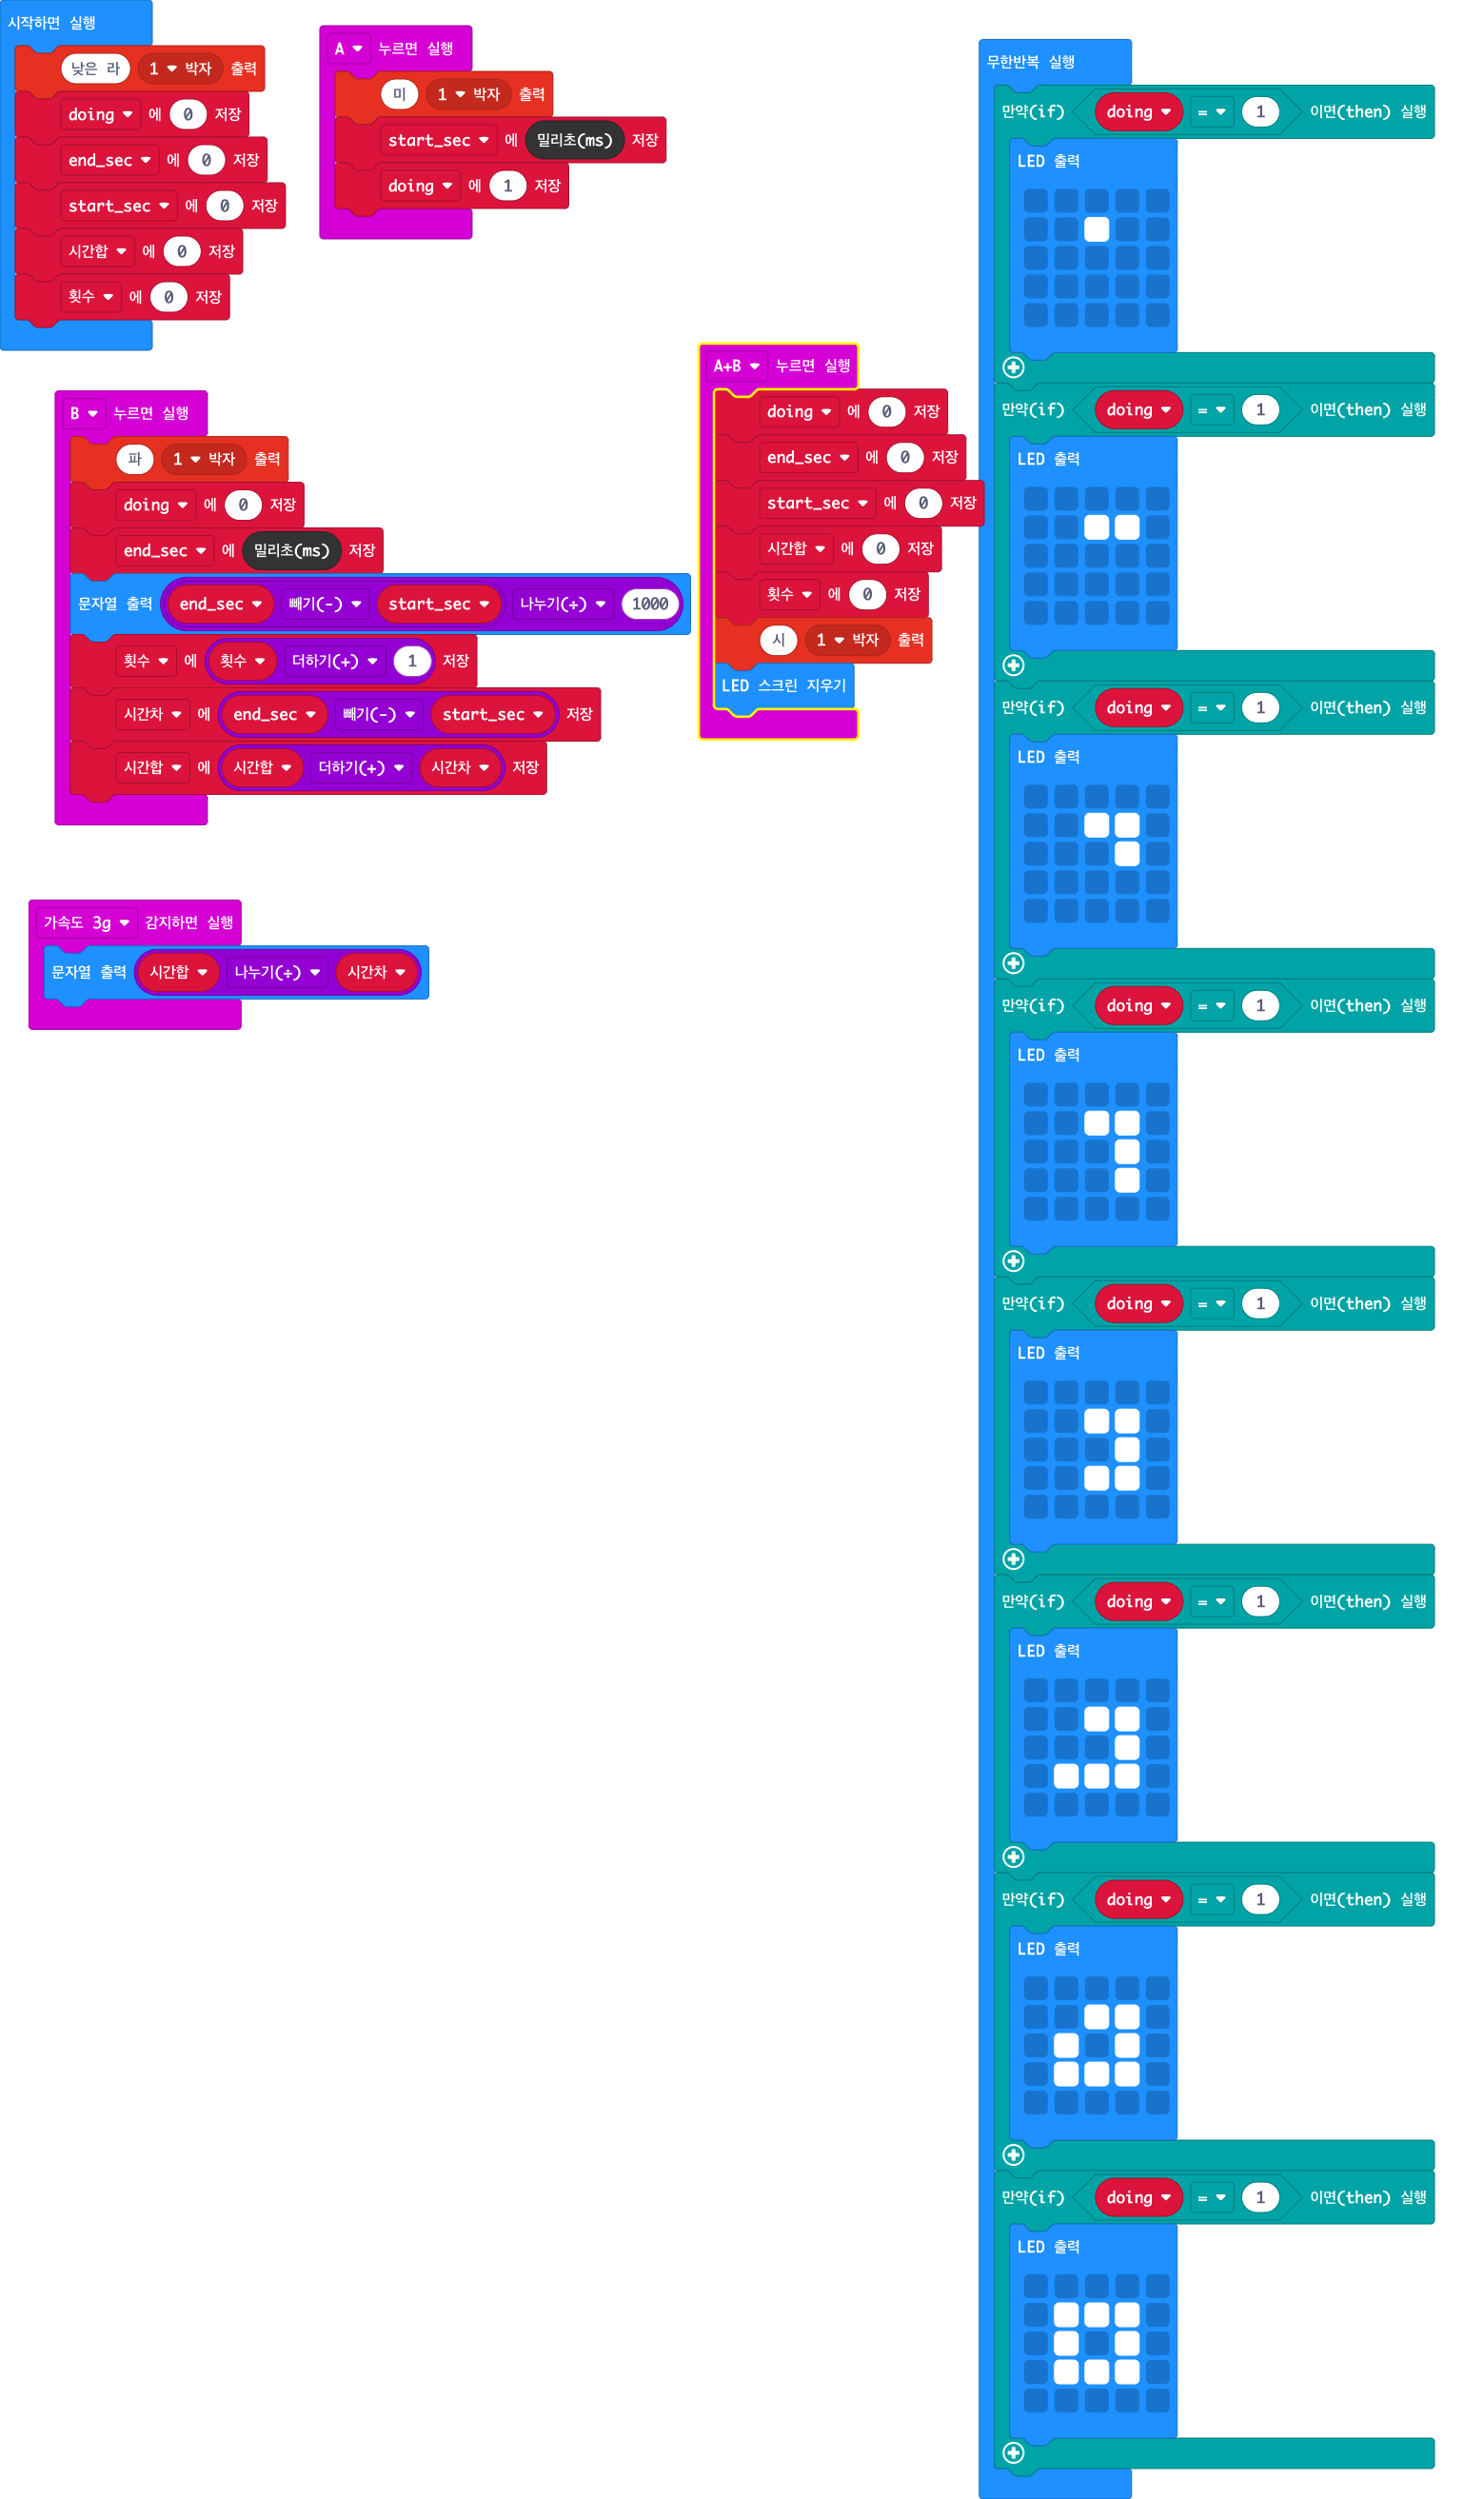 시작하면 실행
낮은 라 1 박자 출력
doing 에 0 저장
end_sec 에 0 저장
start_sec 에 0 저장
시간합 에 0 저장
횟수 에 0 저장
A 누르면 실행
미 1 박자 출력
start_sec 에 밀리초(ms) 저장
doing 에 1 저장
B 누르면 실행
파 1 박자 출력
doing 에 0 저장
end_sec 에 밀리초(ms) 저장
문자열 출력 end_sec 빼기(-) start_sec 나누기(÷) 1000
횟수 에 횟수 더하기(+) 1 저장
시간차 에 end_sec 빼기(-) start_sec 저장
시간합 에 시간합 더하기(+) 시간차 저장
가속도 3g 감지하면 실행
문자열 출력 시간합 나누기(÷) 시간차
A+B 누르면 실행
doing 에 0 저장
end_sec 에 0 저장
start_sec 에 0 저장
시간합 에 0 저장
횟수 에 0 저장
시 1 박자 출력
LED 스크린 지우기
무한반복 실행
만약(if) doing = 1 이면(then) 실행
LED 출력
만약(if) doing = 1 이면(then) 실행
LED 출력
만약(if) doing = 1 이면(then) 실행
LED 출력
만약(if) doing = 1 이면(then) 실행
LED 출력
만약(if) doing = 1 이면(then) 실행
LED 출력
만약(if) doing = 1 이면(then) 실행
LED 출력
만약(if) doing = 1 이면(then) 실행
LED 출력
만약(if) doing = 1 이면(then) 실행
LED 출력